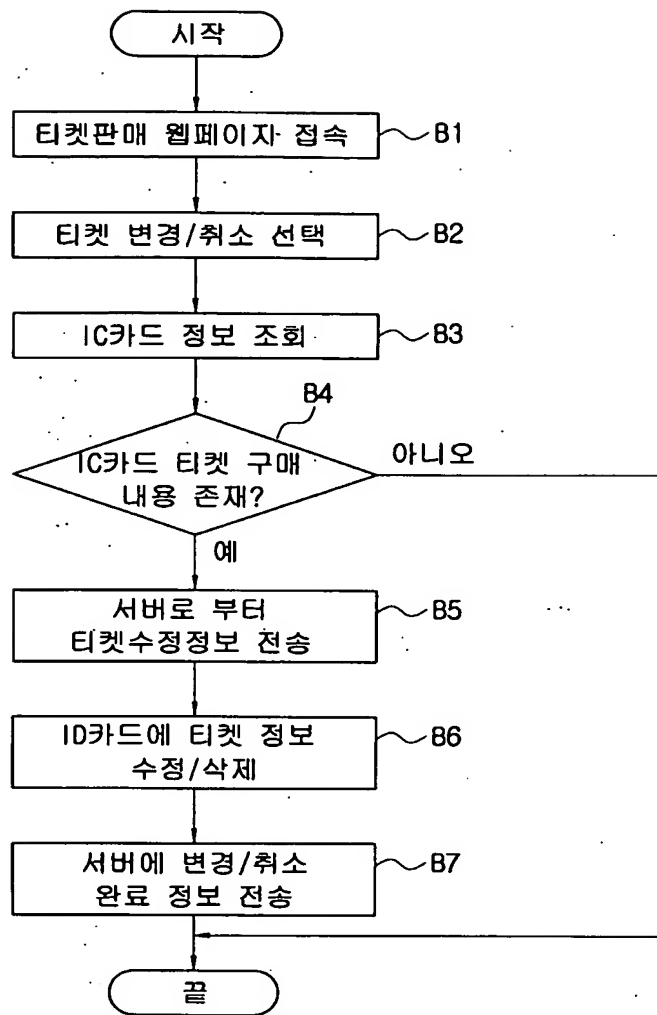 시작
티켓판매 웹페이자 접속
B1
티켓 변경/취소 선택
B2
IC카드 정보 조회
B3
B4
IC카드 티켓 구매
내용 존재?
아니오
예
서버로 부터
티켓수정정보 전송
B5
ID카드에 티켓 정보
수정/삭제
B6
서버에 변경/취소
완료 정보 전송
B7
끝